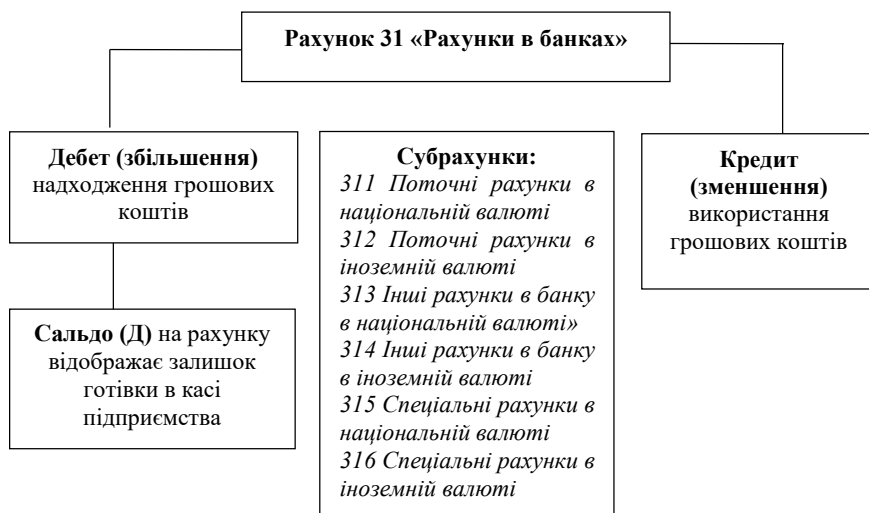 Рахунок 31 «Рахунки в банках»
Дебет (збільшення)
надходження грошових
коштів
Сальдо (Д) на рахунку
відображає залишок
готівки в касі
підприємства
Субрахунки:
311 Поточні рахунки в
національній валюті
312 Поточні рахунки в
іноземній валюті
313 Інші рахунки в банку
в національній валюті»
314 Інші рахунки в банку
в іноземній валюті
315 Спеціальні рахунки в
національній валюті
316 Спеціальні рахунки в
іноземній валюті
Кредит
(зменшення)
використання
грошових коштів